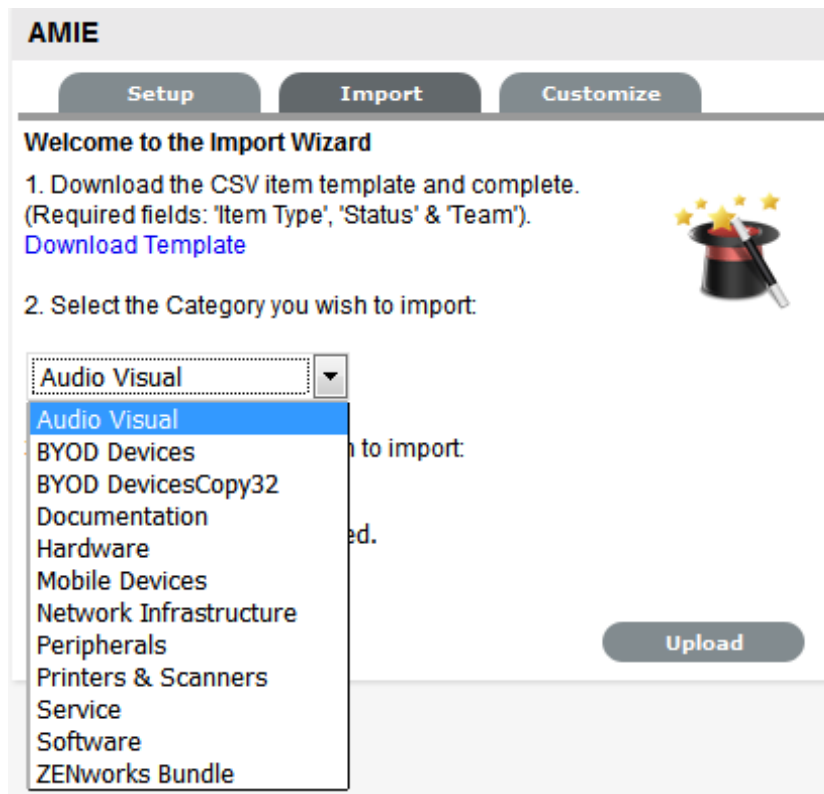 AMIE
Setup Import Customize
Welcome to the Import Wizard
1. Download the CSV item template and complete.
(Required fields: 'Item Type', 'Status' & 'Team').
Download Template
2. Select the Category you wish to import:
Audio Visual
Audio Visual
BYOD Devices
to import:
BYOD DevicesCopy32
Documentation
Hardware
Mobile Devices
Network Infrastructure
Peripherals
Upload
Printers & Scanners
Service
Software
ZENworks Bundle